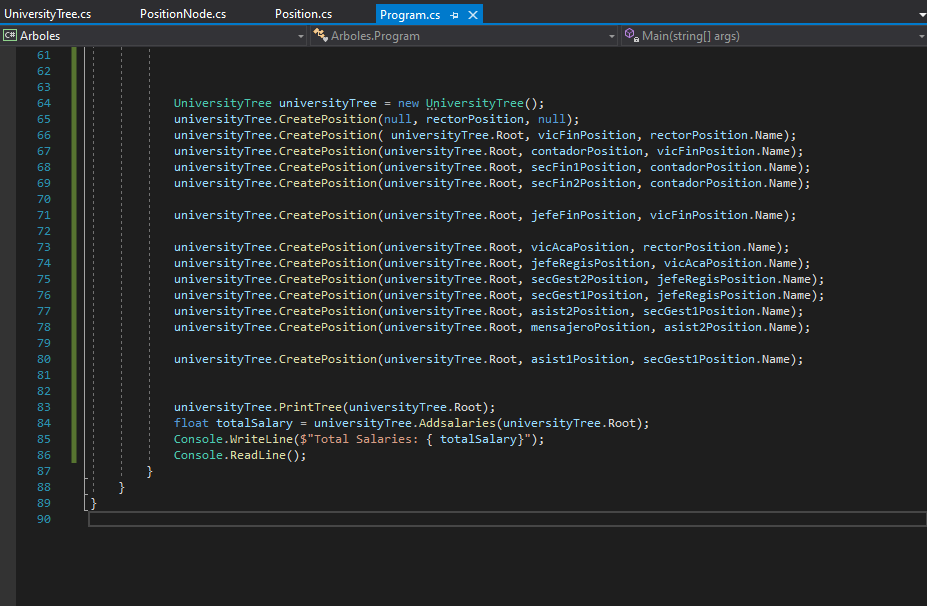 UniversityTree.cs PositionNode.cs Position.cs Program.cs
C# Arboles Arboles.Program Main(string[] args)
61
62
63
64 UniversityTree universityTree = new UniversityTree();
65 universityTree.CreatePosition(null, rectorPosition, null);
66 universityTree.CreatePosition( universityTree.Root, vicFinPosition, rectorPosition.Name);
67 universityTree.CreatePosition(universityTree.Root, contadorPosition, vicFinPosition.Name);
68 universityTree.CreatePosition(universityTree.Root, secFin1Position, contadorPosition.Name);
69 universityTree.CreatePosition(universityTree.Root, secFin2Position, contadorPosition.Name);
70
71 universityTree.CreatePosition(universityTree.Root, jefeFinPosition, vicFinPosition.Name);
72
73 universityTree.CreatePosition(universityTree.Root, vicAcaPosition, rectorPosition.Name);
74 universityTree.CreatePosition(universityTree.Root, jefeRegisPosition, vicAcaPosition.Name);
75 universityTree.CreatePosition(universityTree.Root, secGest2Position, jefeRegisPosition.Name);
76 universityTree.CreatePosition(universityTree.Root, secGest1Position, jefeRegisPosition.Name);
77 universityTree.CreatePosition(universityTree.Root, asist2Position, secGest1Position.Name);
78 universityTree.CreatePosition(universityTree.Root, mensajeroPosition, asist2Position.Name);
79
80 universityTree.CreatePosition(universityTree.Root, asist1Position, secGest1Position.Name);
81
82
83 universityTree.PrintTree(universityTree.Root);
84 float totalSalary = universityTree.Addsalaries(universityTree.Root);
85 Console.WriteLine($"Total Salaries: { totalSalary}");
86 Console.ReadLine();
87 }
88 }
89 }
90